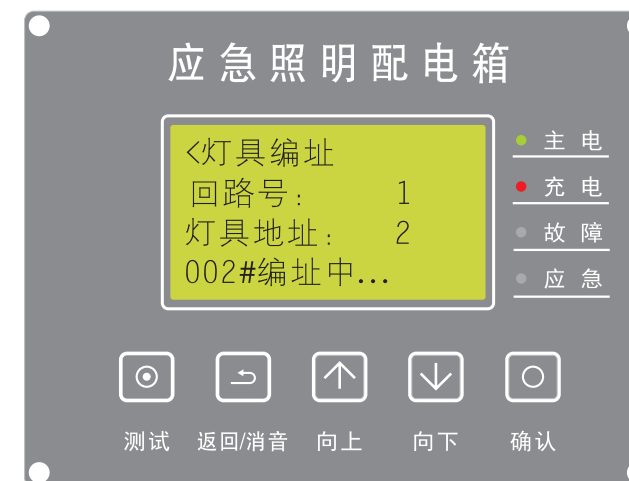 应急照明配电箱
<灯具编址
回路号: 1
灯具地址: 2
002#编址中...
主电
充电
故障
应急
测试 返回/消音 向上 向下 确认